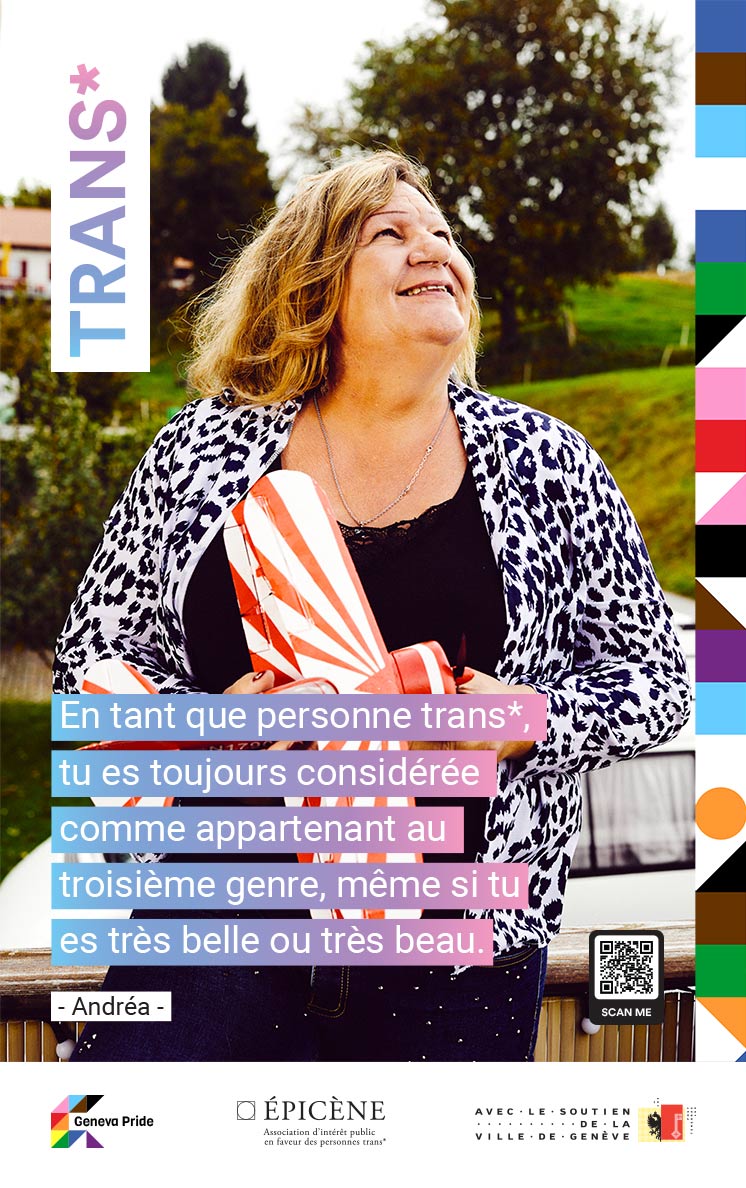 TRANS*
En tant que personne trans*,
tu es toujours considérée
comme appartenant au
troisième genre, même si tu
es très belle ou très beau.
- Andréa -
SCAN ME
Geneva Pride
ÉPICÈNE
Association d'intérêt public
en faveur des personnes trans*
AVEC·LE·SOUTIEN
DE·LA
VILLE·DE·GENÈVE